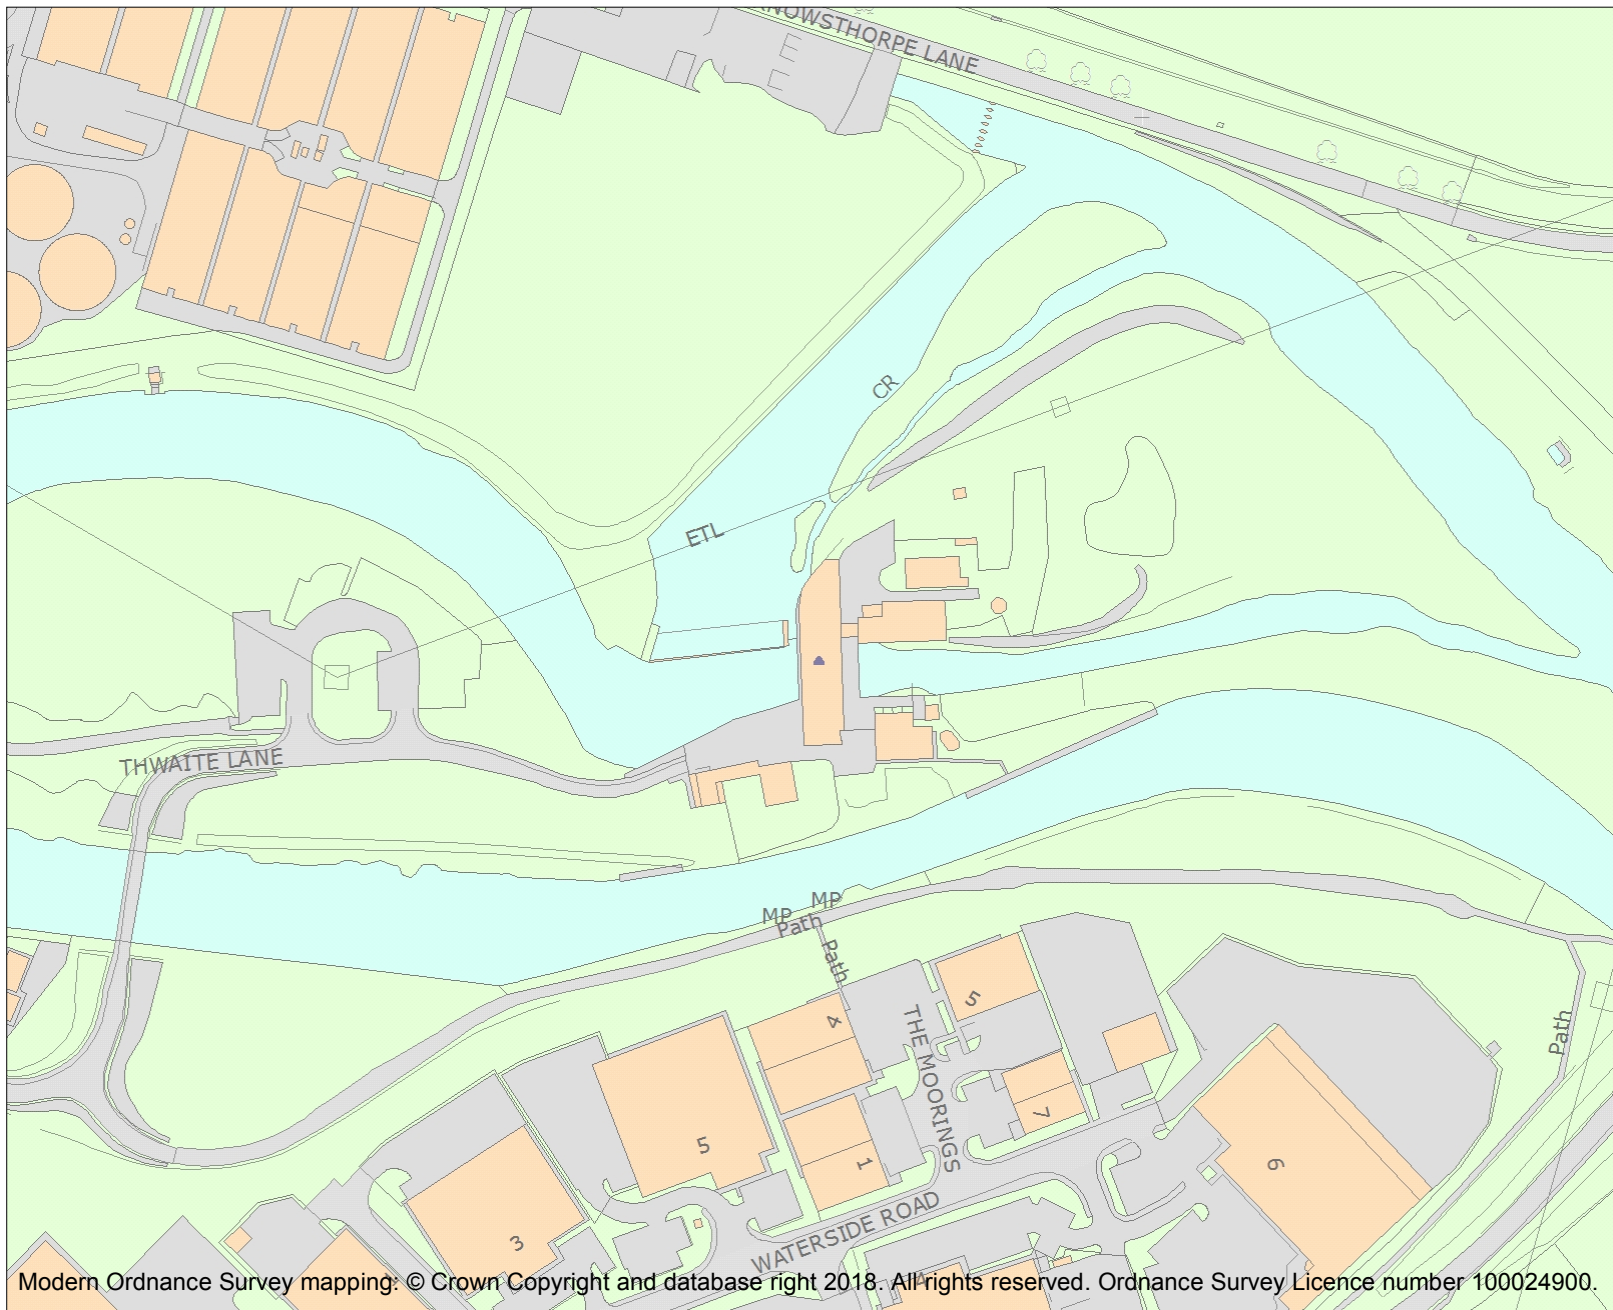 KNOWSTHORPE LANE
CR
ETL
THWAITE LANE
MP
MP
Path
Path
THE MOORINGS
5
4
Path
7
5
1
6
3
WATERSIDE ROAD
Modern Ordnance Survey mapping: © Crown Copyright and database right 2018. All rights reserved. Ordnance Survey Licence number 100024900.